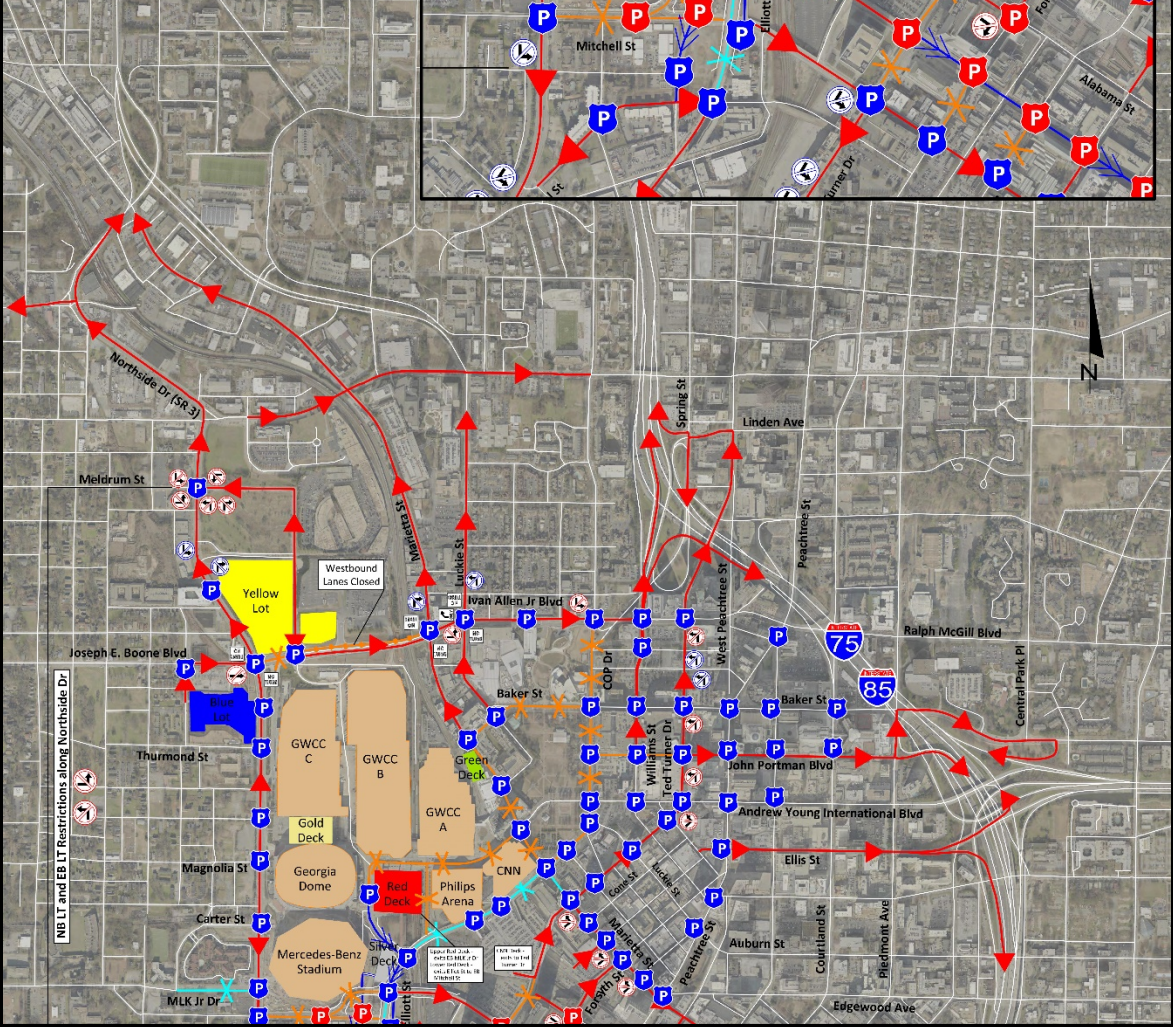 Mitchell St
Elliott
Alabama St
Turner Dr
N
Northside Dr (SR 3)
Spring St
Linden Ave
Meldrum St
Marietta St
Luckie St
Peachtree St
Westbound
Lanes Closed
Yellow
Lot
Ivan Allen Jr Blvd
West Peachtree St
75
Ralph McGill Blvd
Joseph E. Boone Blvd
COP Dr
85
Central Park Pl
Baker St
Baker St
Blue
Lot
NB LT and EB LT Restrictions along Northside Dr
Thurmond St
GWCC
C
GWCC
B
Green
Deck
Williams St
Ted Turner Dr
John Portman Blvd
GWCC
A
Andrew Young International Blvd
Gold
Deck
Magnolia St
Georgia
Dome
CNN
Ellis St
Cone St
Luckie St
Red
Deck
Philips
Arena
Carter St
Marietta St
Peachtree St
Auburn St
Courtland St
Piedmont Ave
Mercedes-Benz
Stadium
Silver
Deck
Forsyth St
MLK Jr Dr
Elliott St
Edgewood Ave